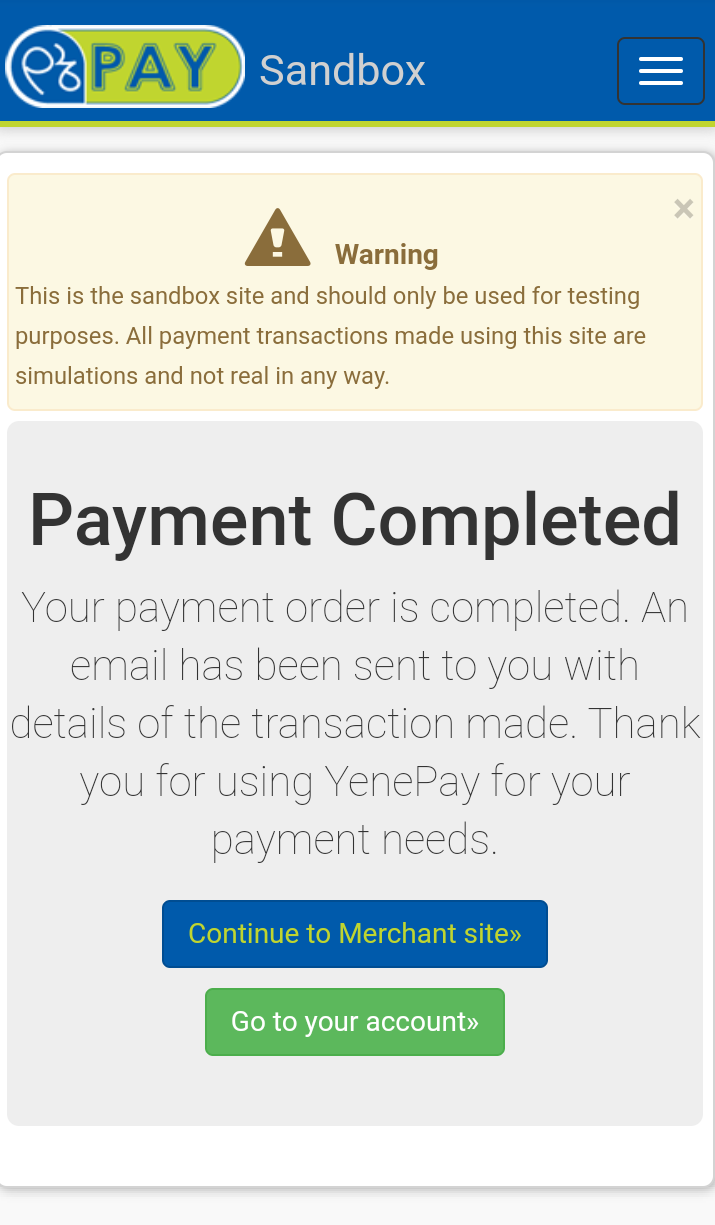 የኔPAY Sandbox
×
Warning
This is the sandbox site and should only be used for testing
purposes. All payment transactions made using this site are
simulations and not real in any way.
Payment Completed
Your payment order is completed. An
email has been sent to you with
details of the transaction made. Thank
you for using YenePay for your
payment needs.
Continue to Merchant site»
Go to your account»